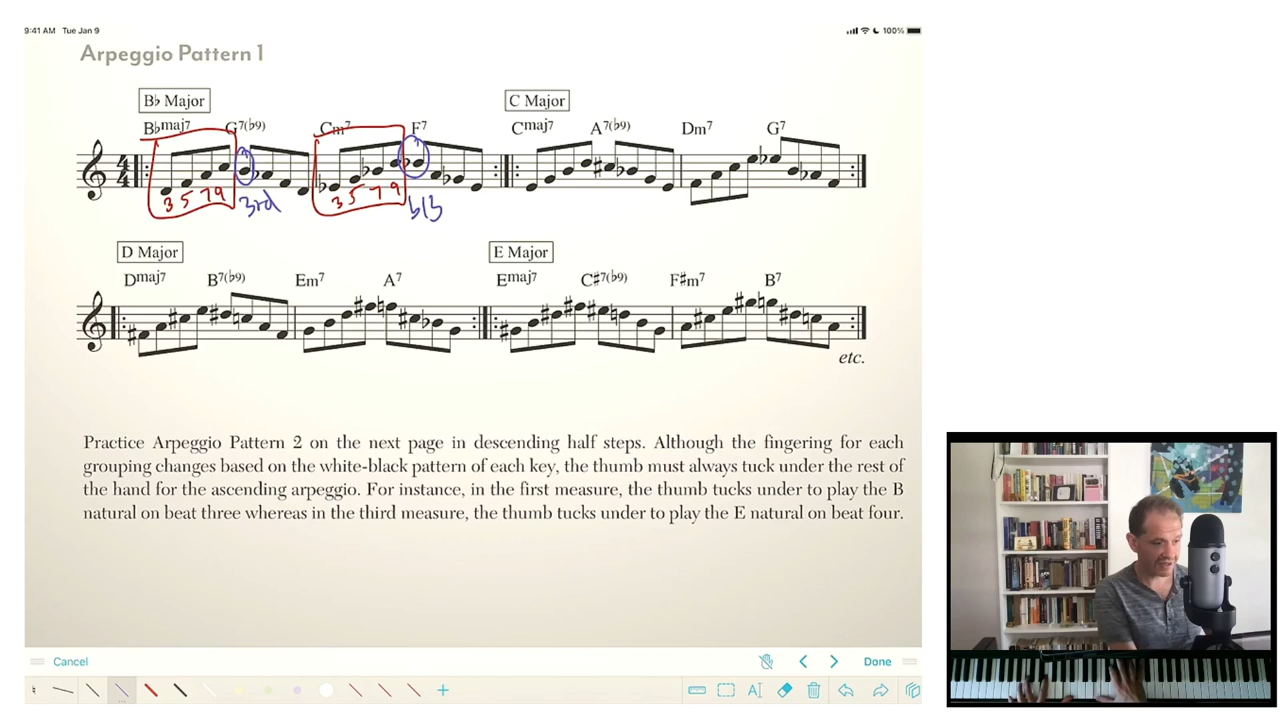 9:41 AM Tue Jan 9
100%
Arpeggio Pattern 1
B♭ Major
C Major
B♭maj7 G7(♭9) Cm7 F7 Cmaj7 A7(♭9) Dm7 G7
4
4
3 5 7 9 3rd 3 5 7 9 ♭13
D Major
E Major
Dmaj7 B7(♭9) Em7 A7 Emaj7 C♯7(♭9) F♯m7 B7
etc.
Practice Arpeggio Pattern 2 on the next page in descending half steps. Although the fingering for each
grouping changes based on the white-black pattern of each key, the thumb must always tuck under the rest of
the hand for the ascending arpeggio. For instance, in the first measure, the thumb tucks under to play the B
natural on beat three whereas in the third measure, the thumb tucks under to play the E natural on beat four.
Cancel
Done